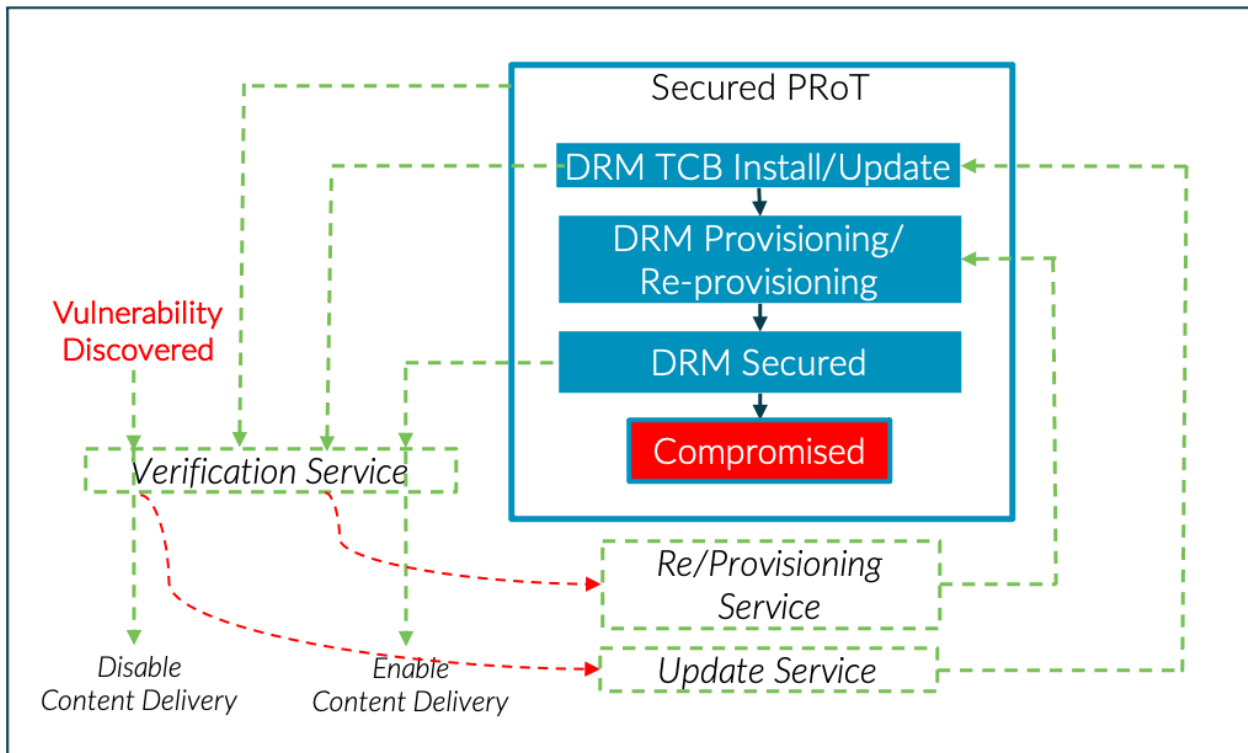 Secured PRoT
DRM TCB Install/Update
DRM Provisioning/
Re-provisioning
DRM Secured
Compromised
Vulnerability
Discovered
Verification Service
Re/Provisioning
Service
Update Service
Disable
Content Delivery
Enable
Content Delivery